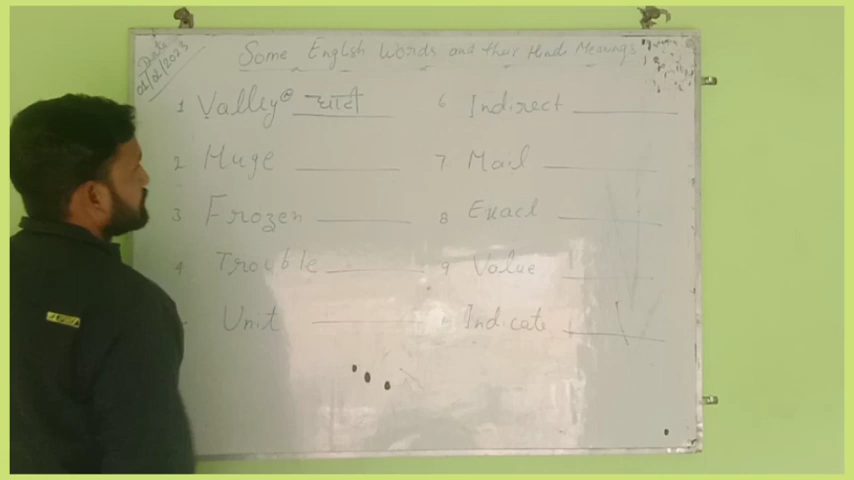 Date
01/02/2023
Some English Words and their Hindi Meanings
1 Valley@ घाटी
2 Huge
3 Frozen
4 Trouble
Unit
6 Indirect
7 Mail
8 Exact
9 Value
Indicate